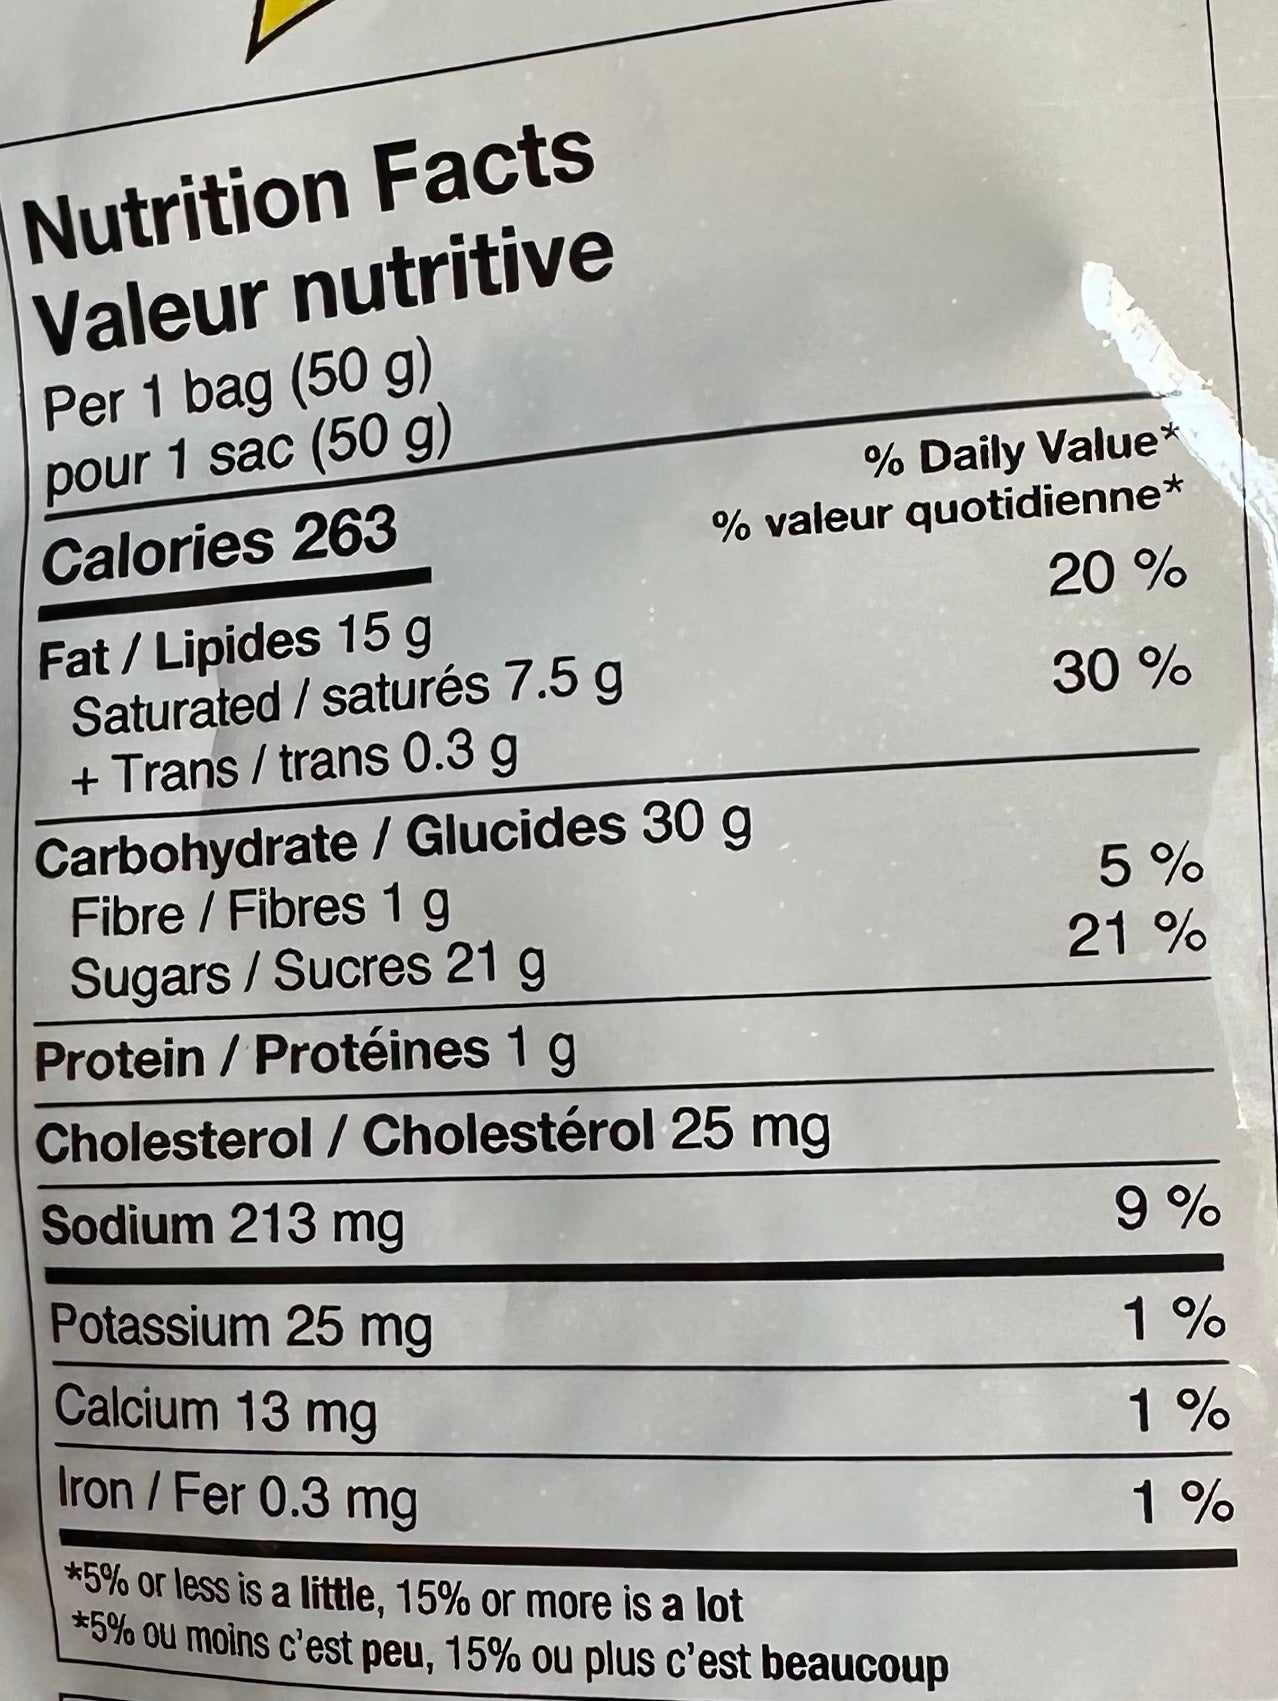 Nutrition Facts
Valeur nutritive
Per 1 bag (50 g)
pour 1 sac (50 g)
% Daily Value*
% valeur quotidienne*
Calories 263
Fat / Lipides 15 g 20 %
Saturated / saturés 7.5 g
+ Trans / trans 0.3 g 30 %
Carbohydrate / Glucides 30 g
Fibre / Fibres 1 g 5 %
Sugars / Sucres 21 g 21 %
Protein / Protéines 1 g
Cholesterol / Cholestérol 25 mg
Sodium 213 mg 9 %
Potassium 25 mg 1 %
Calcium 13 mg 1 %
Iron / Fer 0.3 mg 1 %
*5% or less is a little, 15% or more is a lot
*5% ou moins c'est peu, 15% ou plus c'est beaucoup